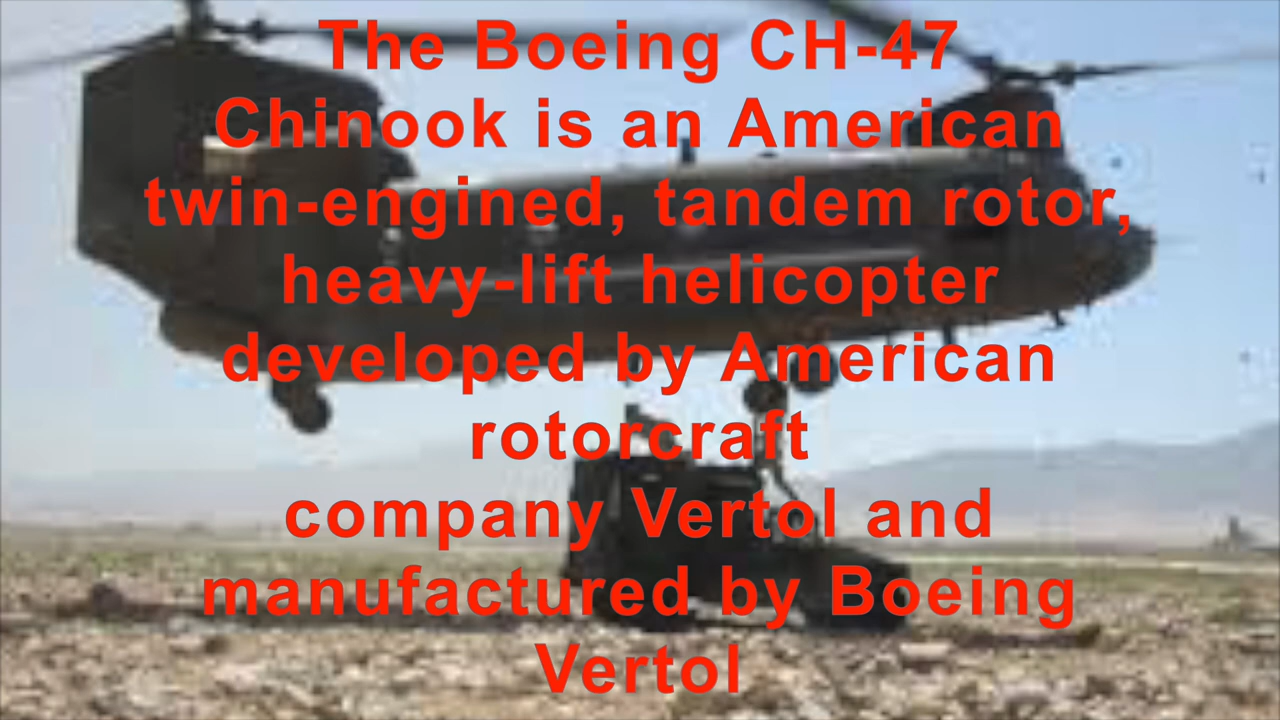 The Boeing CH-47
Chinook is an American
twin-engined, tandem rotor,
heavy-lift helicopter
developed by American
rotorcraft
company Vertol and
manufactured by Boeing
Vertol